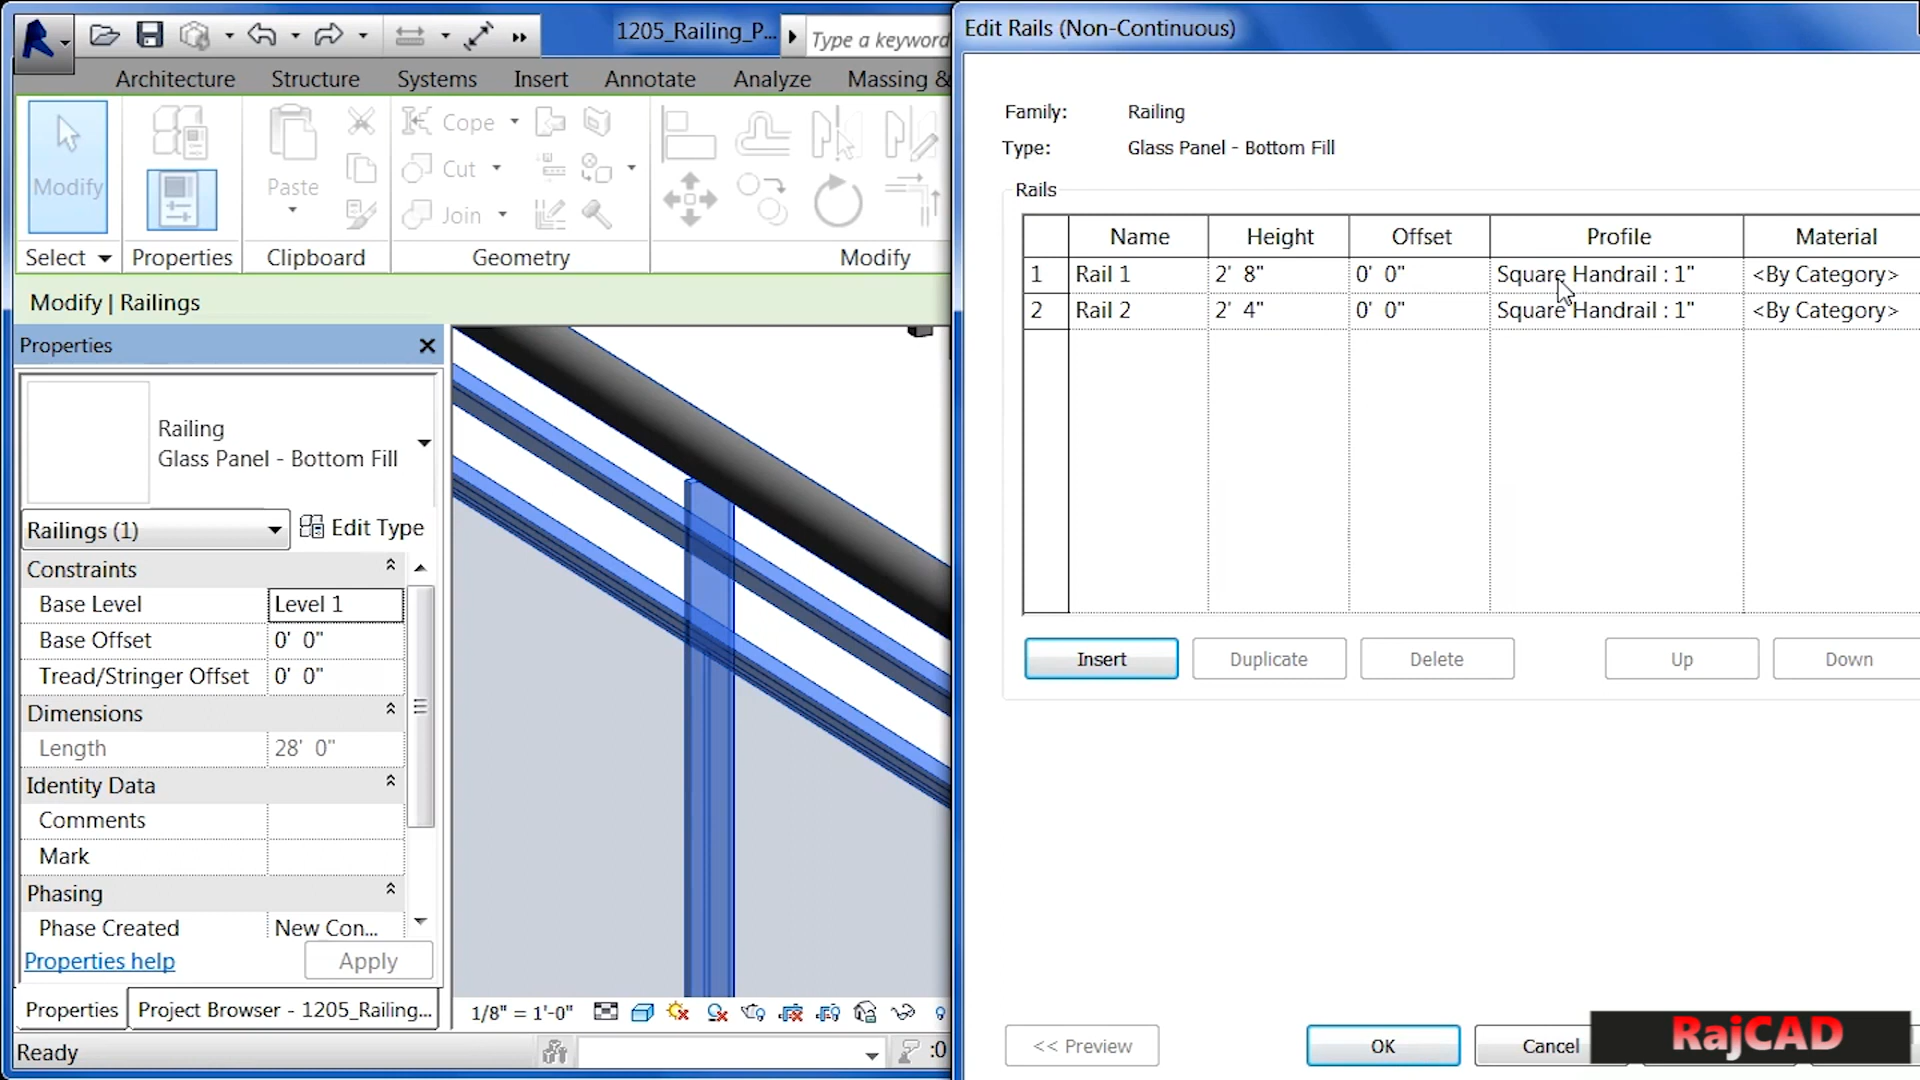 1205_Railing_P...
Type a keyword
Architecture
Structure
Systems
Insert
Annotate
Analyze
Massing &
Modify
Paste
Cope
Cut
Join
Select
Properties
Clipboard
Geometry
Modify
Modify | Railings
Properties
Railing
Glass Panel - Bottom Fill
Railings (1)
Edit Type
Constraints
Base Level Level 1
Base Offset 0' 0"
Tread/Stringer Offset 0' 0"
Dimensions
Length 28' 0"
Identity Data
Comments
Mark
Phasing
Phase Created New Con...
Properties help
Apply
Properties
Project Browser - 1205_Railing...
1/8" = 1'-0"
Ready
:0
Edit Rails (Non-Continuous)
Family: Railing
Type: Glass Panel - Bottom Fill
Rails
Name Height Offset Profile Material
1 Rail 1 2' 8" 0' 0" Square Handrail : 1" <By Category>
2 Rail 2 2' 4" 0' 0" Square Handrail : 1" <By Category>
Insert
Duplicate
Delete
Up
Down
<< Preview
OK
Cancel
RajCAD